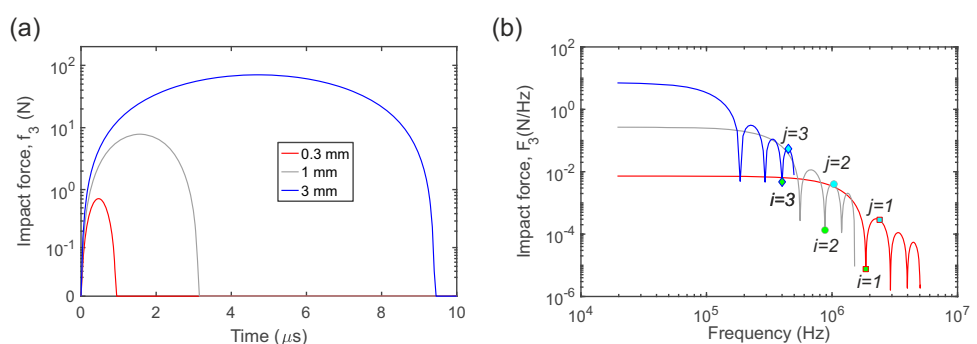 (a)
Impact force, f_3 (N)
10^2
10^1
10^0
10^-1
0
0.3 mm
1 mm
3 mm
0 2 4 6 8 10
Time (μs)
(b)
Impact force, F_3(N/Hz)
10^2
10^0
10^-2
10^-4
10^-6
j=3
i=3
j=2
i=2
j=1
i=1
10^4 10^5 10^6 10^7
Frequency (Hz)